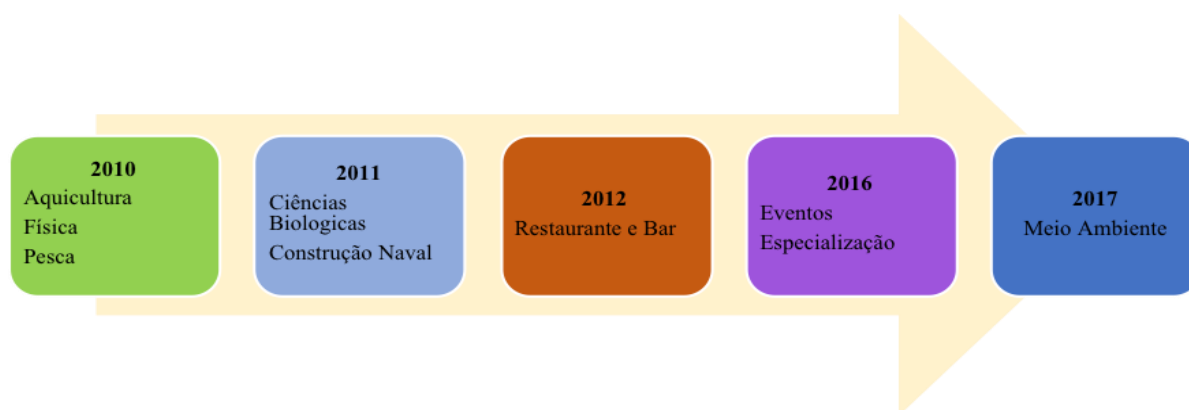 2010
Aquicultura
Física
Pesca
2011
Ciências
Biologicas
Construção Naval
2012
Restaurante e Bar
2016
Eventos
Especialização
2017
Meio Ambiente